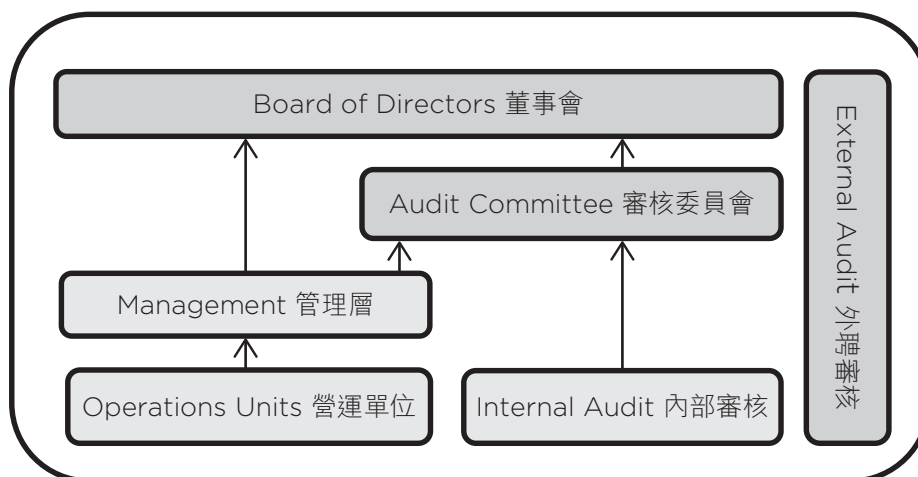 Board of Directors 董事會
Audit Committee 審核委員會
Management 管理層
Operations Units 營運單位
Internal Audit 內部審核
External Audit 外聘審核